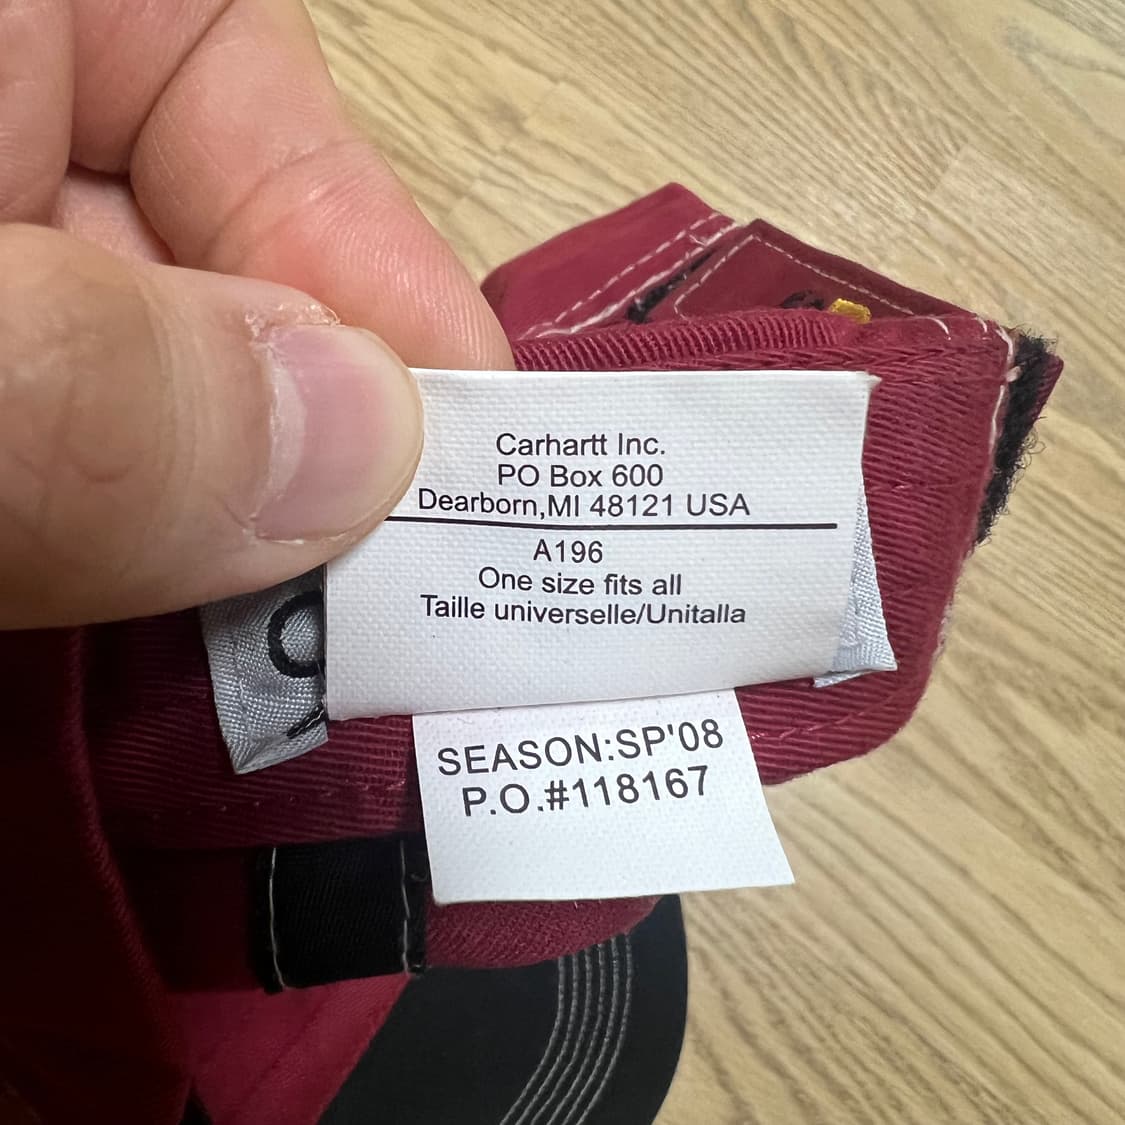 Carhartt Inc.
PO Box 600
Dearborn,MI 48121 USA
A196
One size fits all
Taille universelle/Unitalla
SEASON:SP'08
P.O.#118167